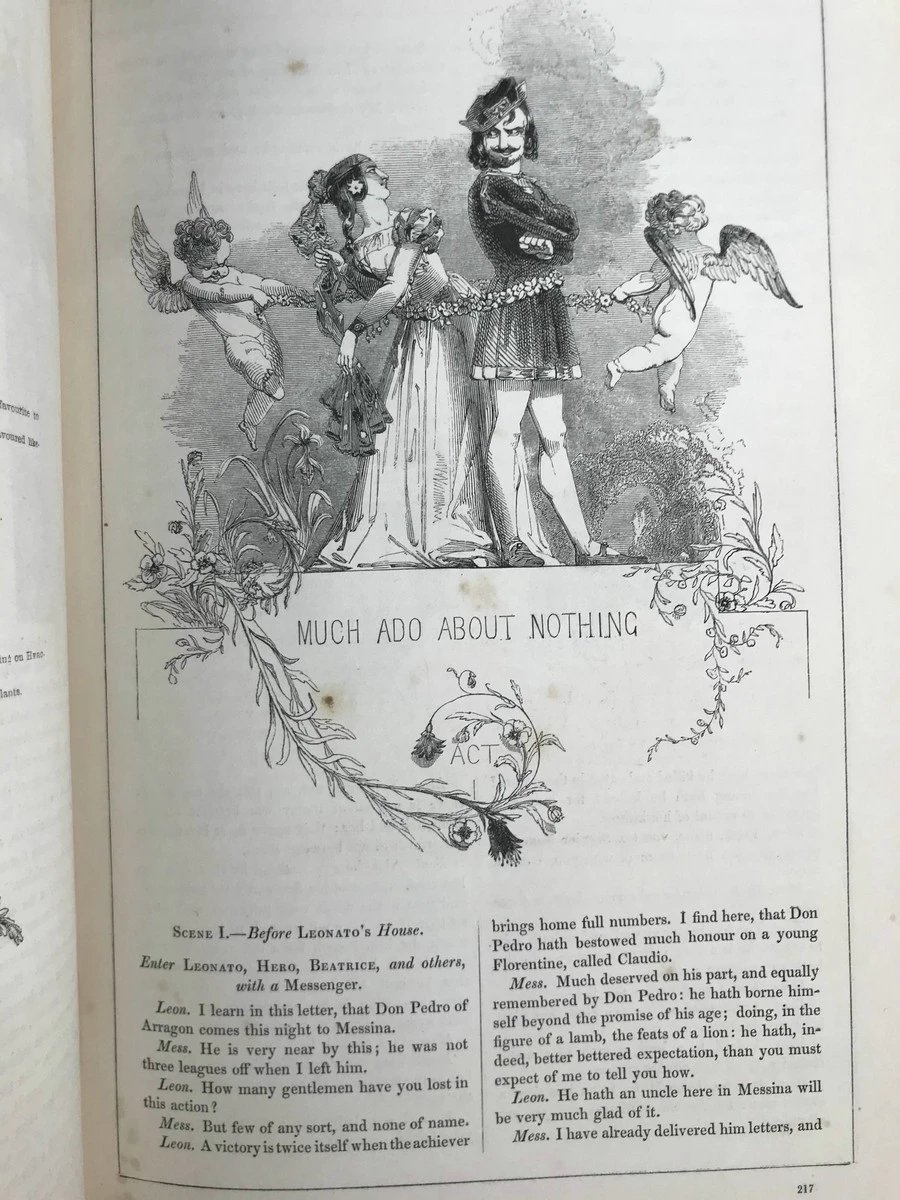 favourite to
favoured like-
ing on Hero-
plants.
MUCH ADO ABOUT NOTHING
ACT
I
SCENE I.—Before LEONATO'S House.
Enter LEONATO, HERO, BEATRICE, and others,
with a Messenger.
Leon. I learn in this letter, that Don Pedro of
Arragon comes this night to Messina.
Mess. He is very near by this; he was not
three leagues off when I left him.
Leon. How many gentlemen have you lost in
this action?
Mess. But few of any sort, and none of name.
Leon. A victory is twice itself when the achiever
brings home full numbers. I find here, that Don
Pedro hath bestowed much honour on a young
Florentine, called Claudio.
Mess. Much deserved on his part, and equally
remembered by Don Pedro: he hath borne him-
self beyond the promise of his age; doing, in the
figure of a lamb, the feats of a lion: he hath, in-
deed, better bettered expectation, than you must
expect of me to tell you how.
Leon. He hath an uncle here in Messina will
be very much glad of it.
Mess. I have already delivered him letters, and
217